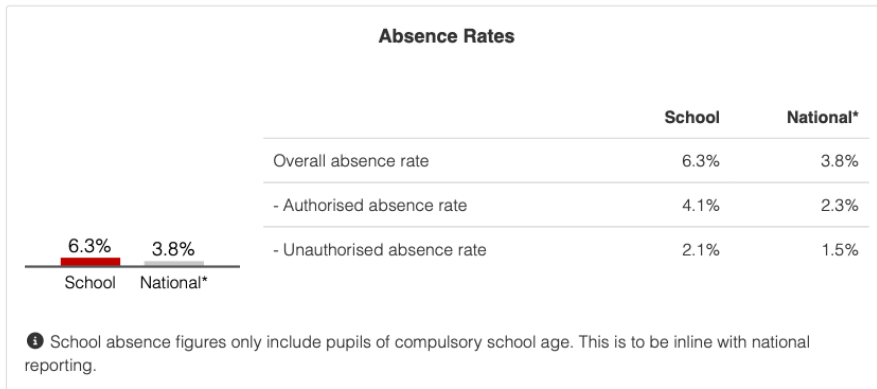 Absence Rates
School National*
Overall absence rate 6.3% 3.8%
- Authorised absence rate 4.1% 2.3%
- Unauthorised absence rate 2.1% 1.5%
6.3% 3.8%
School National*
School absence figures only include pupils of compulsory school age. This is to be inline with national
reporting.